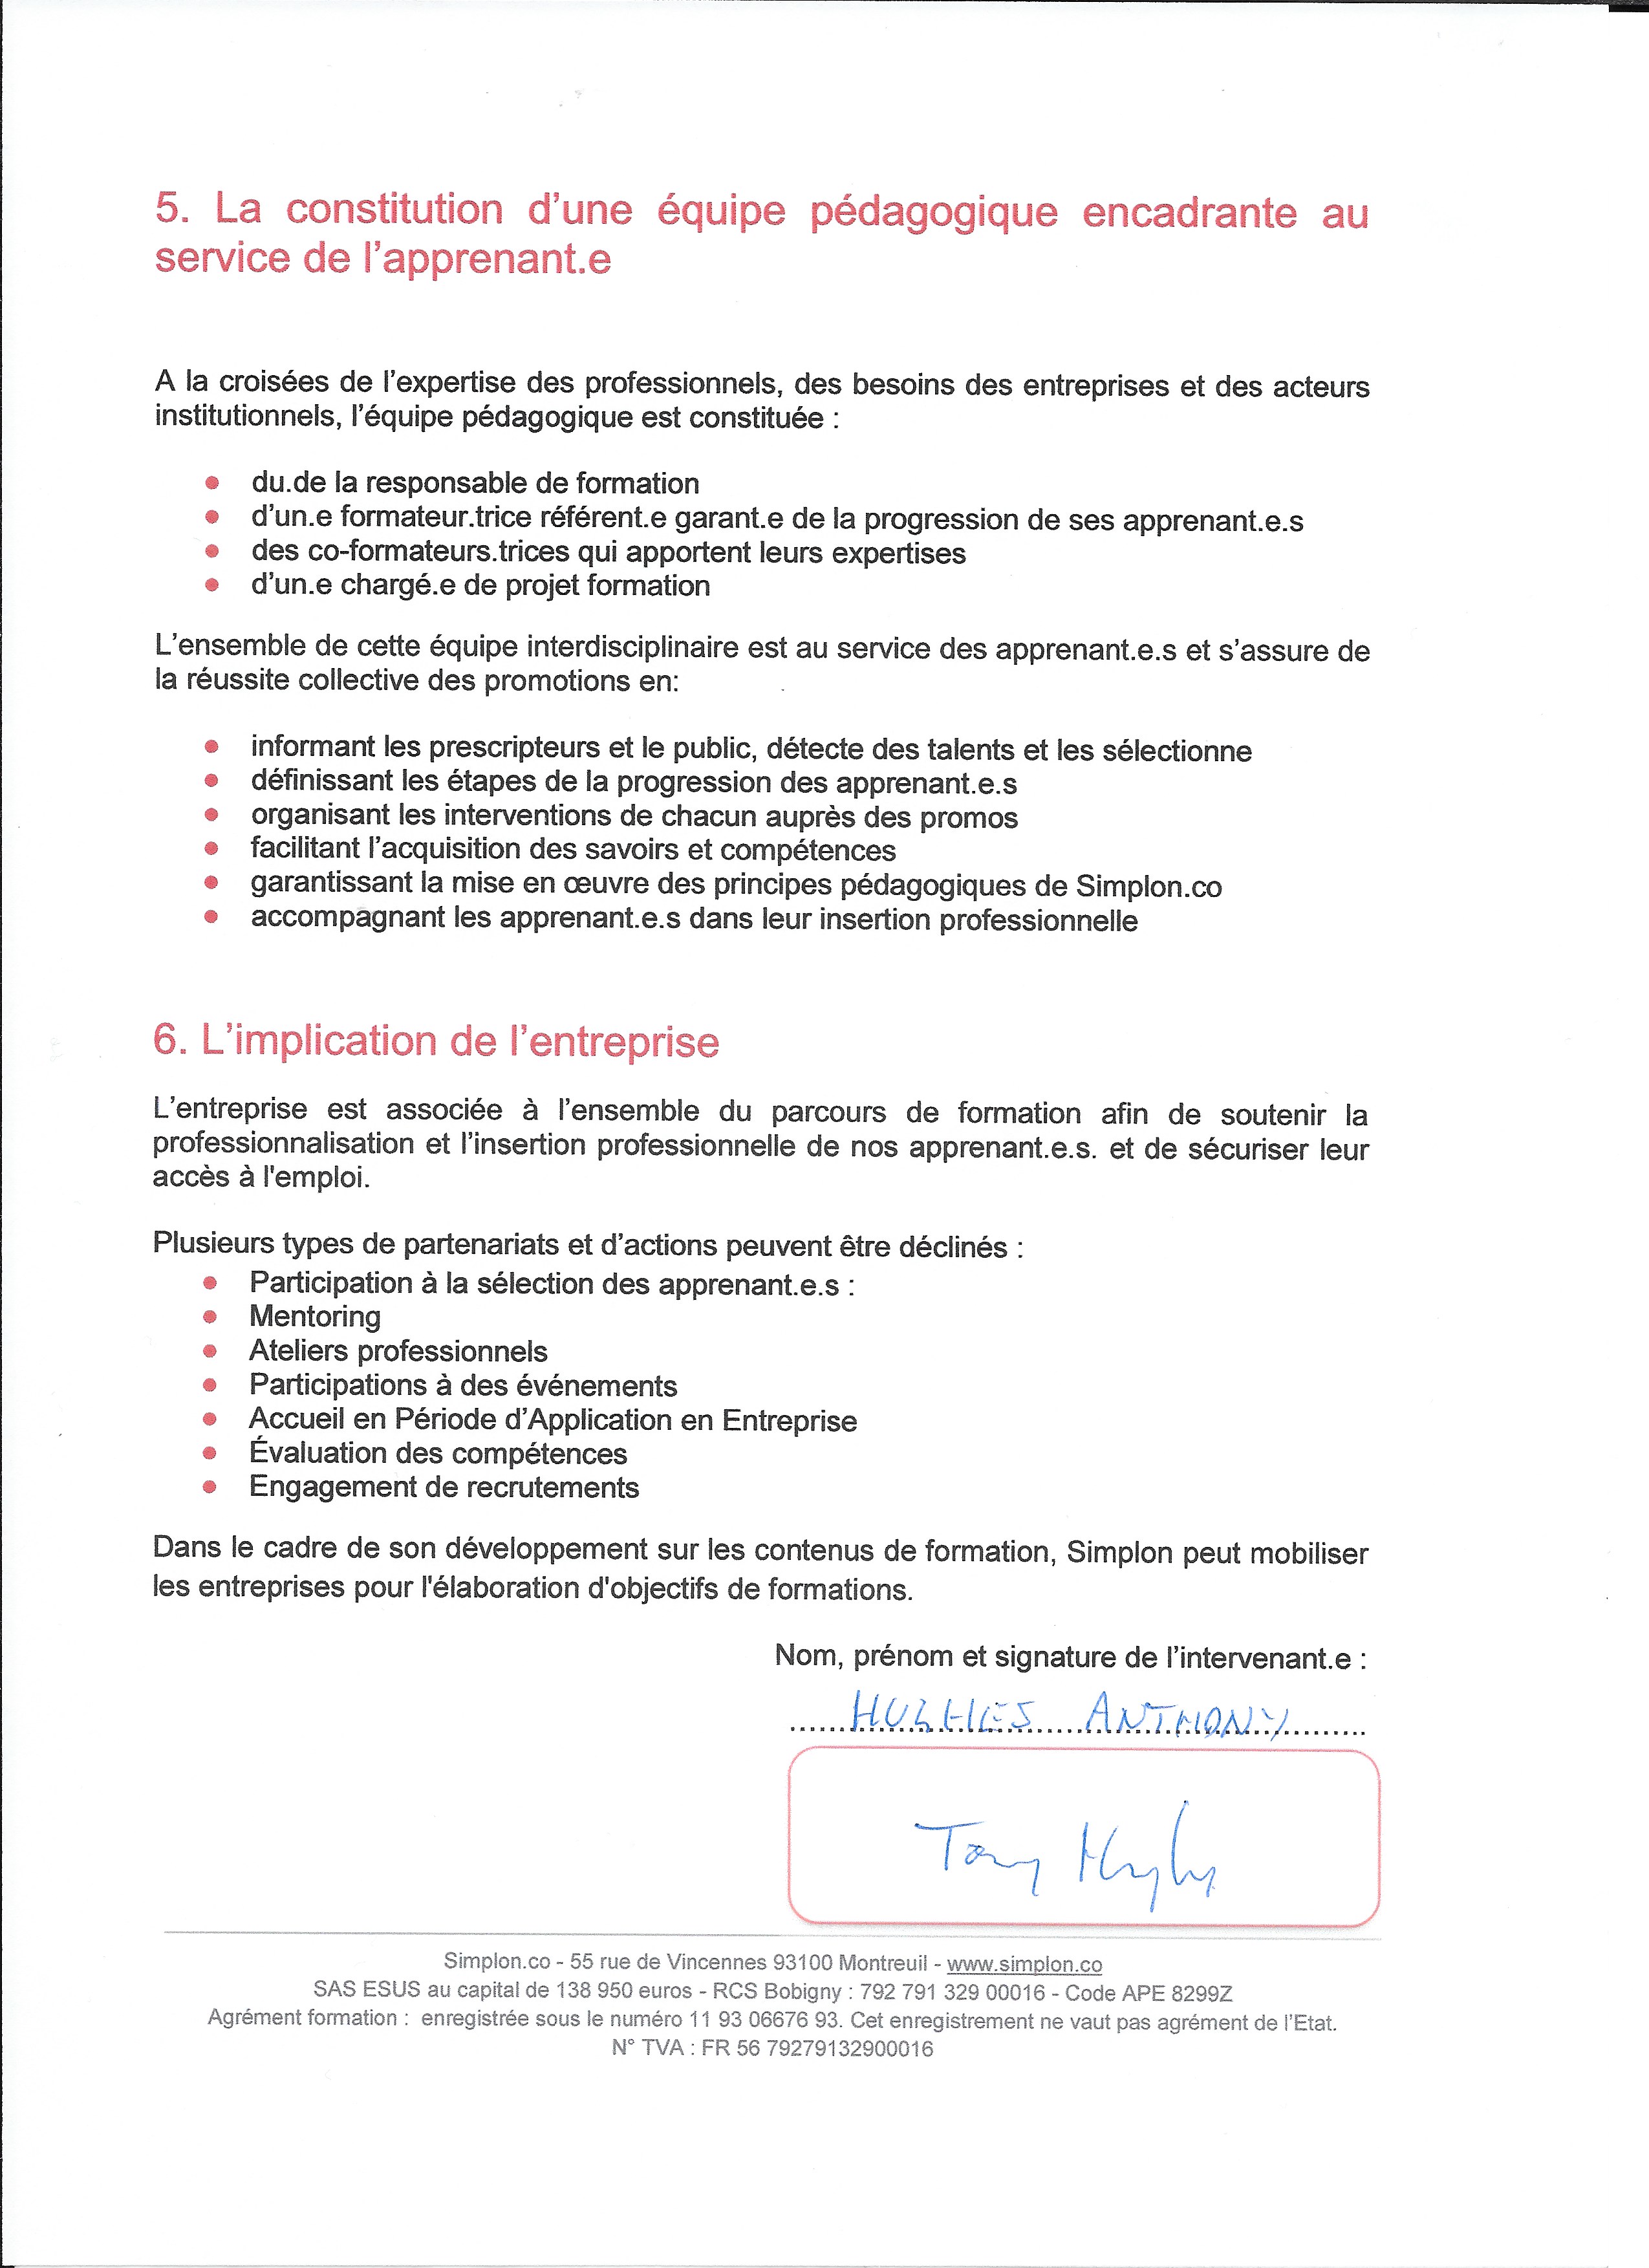 5. La constitution d'une équipe pédagogique encadrante au
service de l'apprenant.e
A la croisées de l'expertise des professionnels, des besoins des entreprises et des acteurs
institutionnels, l'équipe pédagogique est constituée :
● du.de la responsable de formation
● d'un.e formateur.trice référent.e garant.e de la progression de ses apprenant.e.s
● des co-formateurs.trices qui apportent leurs expertises
● d'un.e chargé.e de projet formation
L'ensemble de cette équipe interdisciplinaire est au service des apprenant.e.s et s'assure de
la réussite collective des promotions en:
● informant les prescripteurs et le public, détecte des talents et les sélectionne
● définissant les étapes de la progression des apprenant.e.s
● organisant les interventions de chacun auprès des promos
● facilitant l'acquisition des savoirs et compétences
● garantissant la mise en œuvre des principes pédagogiques de Simplon.co
● accompagnant les apprenant.e.s dans leur insertion professionnelle
6. L'implication de l'entreprise
L'entreprise est associée à l'ensemble du parcours de formation afin de soutenir la
professionnalisation et l'insertion professionnelle de nos apprenant.e.s. et de sécuriser leur
accès à l'emploi.
Plusieurs types de partenariats et d'actions peuvent être déclinés :
● Participation à la sélection des apprenant.e.s :
● Mentoring
● Ateliers professionnels
● Participations à des événements
● Accueil en Période d'Application en Entreprise
● Évaluation des compétences
● Engagement de recrutements
Dans le cadre de son développement sur les contenus de formation, Simplon peut mobiliser
les entreprises pour l'élaboration d'objectifs de formations.
Nom, prénom et signature de l'intervenant.e :
HUGHES ANTHONY
Tony Hughes
Simplon.co - 55 rue de Vincennes 93100 Montreuil - www.simplon.co
SAS ESUS au capital de 138 950 euros - RCS Bobigny : 792 791 329 00016 - Code APE 8299Z
Agrément formation : enregistrée sous le numéro 11 93 06676 93. Cet enregistrement ne vaut pas agrément de l'Etat.
N° TVA : FR 56 79279132900016